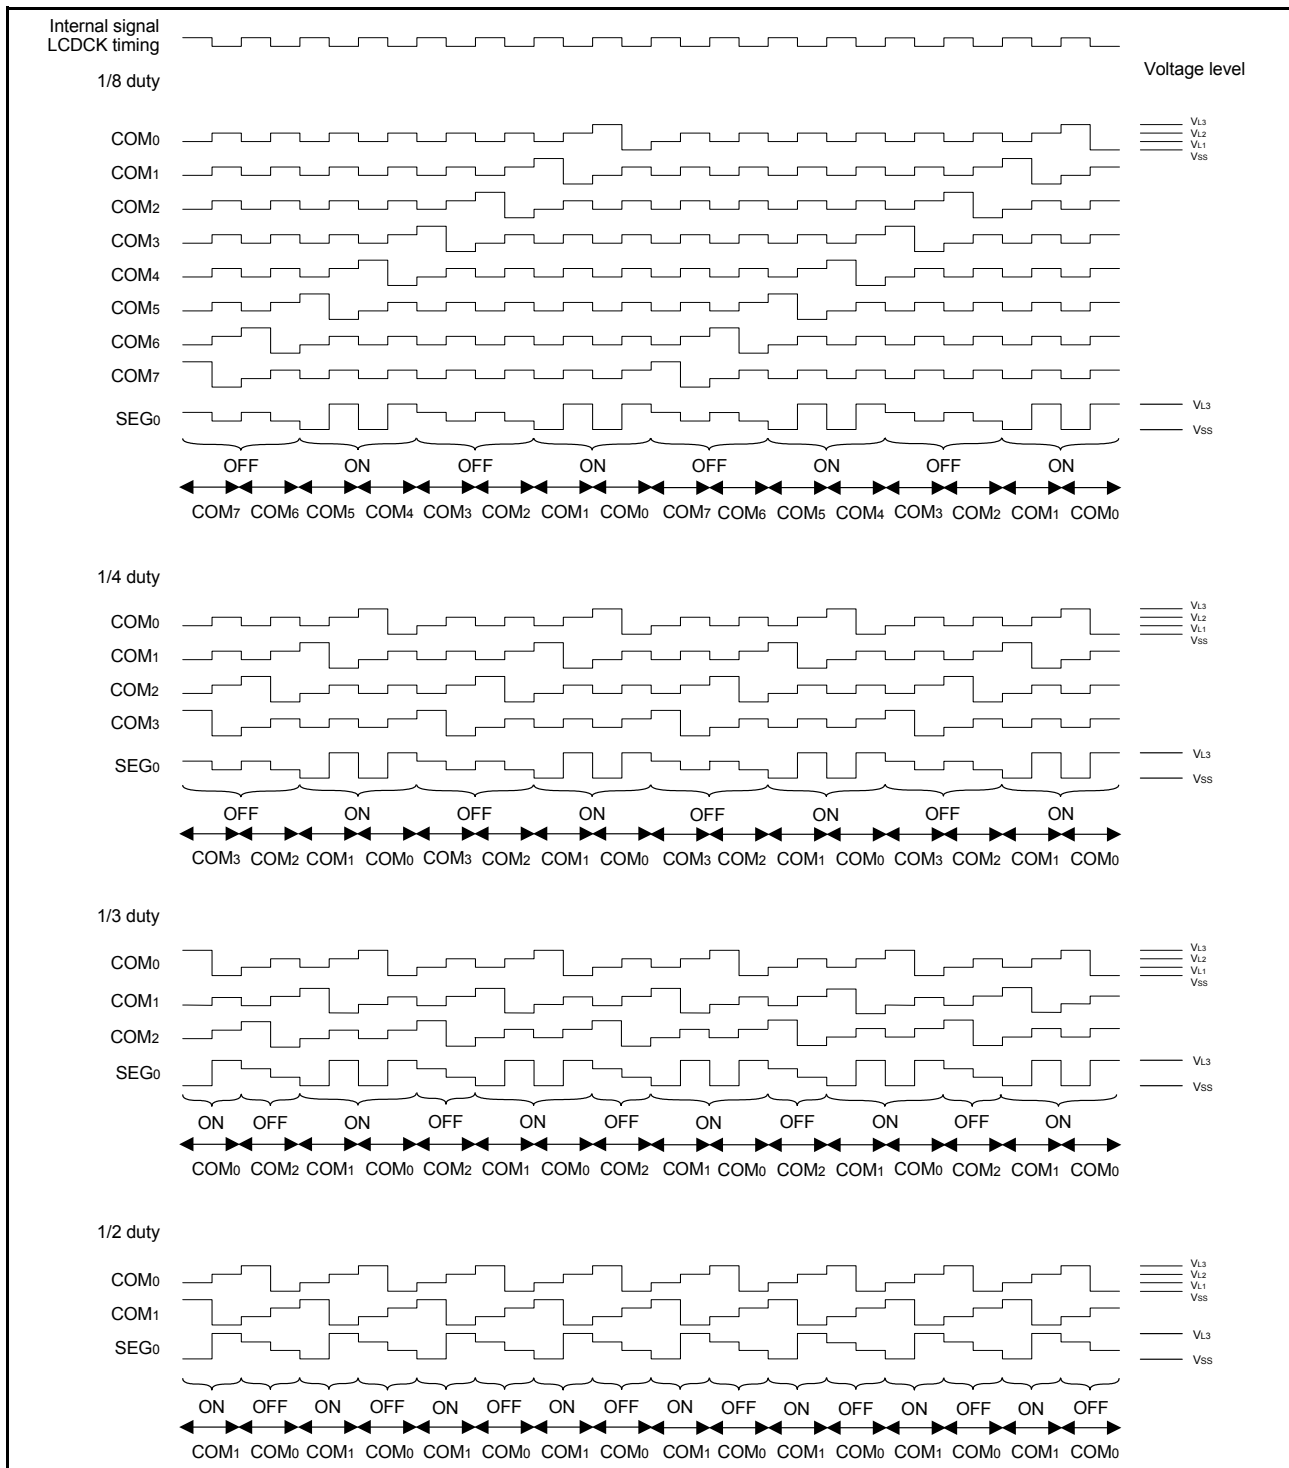 Internal signal
LCDCK timing
Voltage level
1/8 duty
COM0
VL3
VL2
VL1
VSS
COM1
COM2
COM3
COM4
COM5
COM6
COM7
SEG0
VL3
VSS
OFF ON OFF ON OFF ON OFF ON
COM7 COM6 COM5 COM4 COM3 COM2 COM1 COM0 COM7 COM6 COM5 COM4 COM3 COM2 COM1 COM0
1/4 duty
COM0
VL3
VL2
VL1
VSS
COM1
COM2
COM3
SEG0
VL3
VSS
OFF ON OFF ON OFF ON OFF ON
COM3 COM2 COM1 COM0 COM3 COM2 COM1 COM0 COM3 COM2 COM1 COM0 COM3 COM2 COM1 COM0
1/3 duty
COM0
VL3
VL2
VL1
VSS
COM1
COM2
SEG0
VL3
VSS
ON OFF ON OFF ON OFF ON OFF ON OFF ON
COM0 COM2 COM1 COM0 COM2 COM1 COM0 COM2 COM1 COM0 COM2 COM1 COM0 COM2 COM1 COM0
1/2 duty
COM0
VL3
VL2
VL1
VSS
COM1
SEG0
VL3
VSS
ON OFF ON OFF ON OFF ON OFF ON OFF ON OFF ON OFF ON OFF
COM1 COM0 COM1 COM0 COM1 COM0 COM1 COM0 COM1 COM0 COM1 COM0 COM1 COM0 COM1 COM0